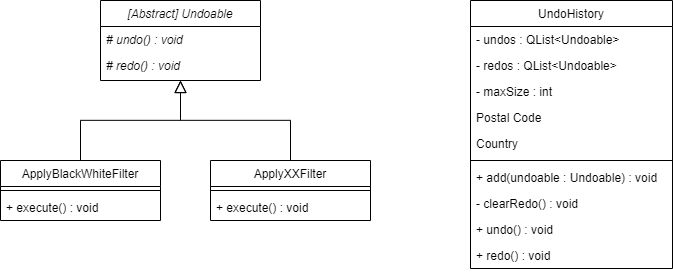 [Abstract] Undoable
# undo() : void
# redo() : void
ApplyBlackWhiteFilter
+ execute() : void
ApplyXXFilter
+ execute() : void
UndoHistory
- undos : QList<Undoable>
- redos : QList<Undoable>
- maxSize : int
Postal Code
Country
+ add(undoable : Undoable) : void
- clearRedo() : void
+ undo() : void
+ redo() : void